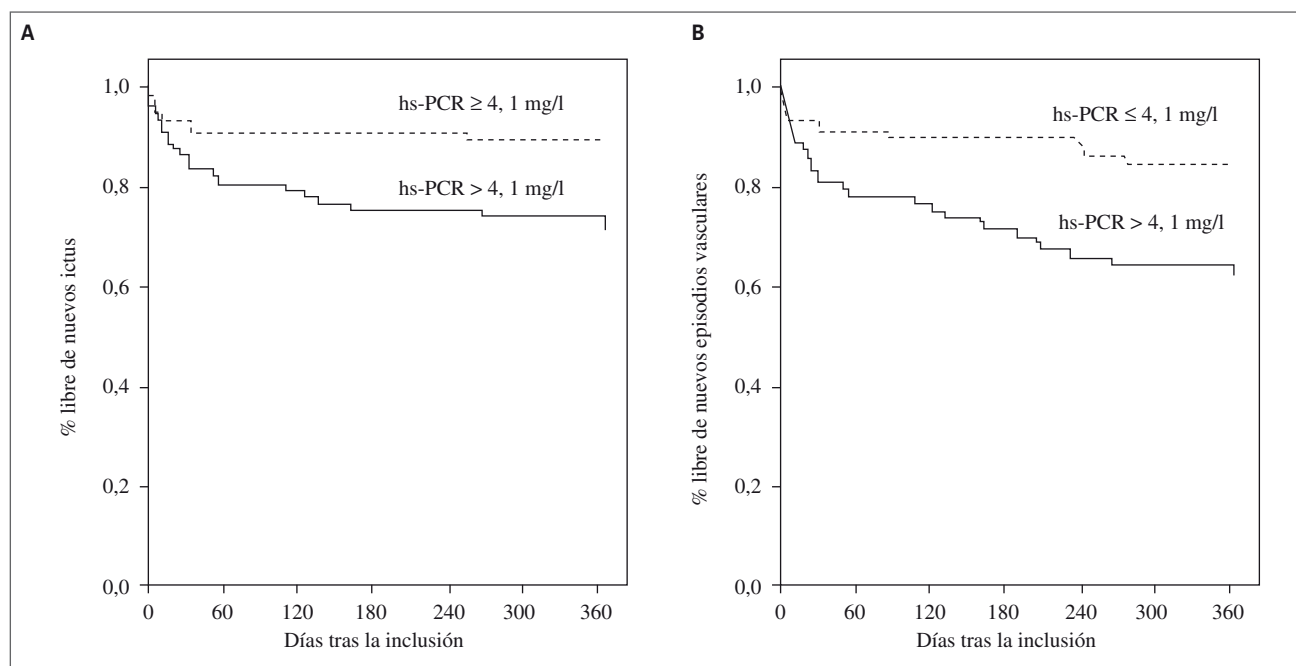 A
% libre de nuevos ictus
1,0
0,8
0,6
0,4
0,2
0,0
hs-PCR ≥ 4, 1 mg/l
hs-PCR > 4, 1 mg/l
0 60 120 180 240 300 360
Días tras la inclusión
B
% libre de nuevos episodios vasculares
1,0
0,8
0,6
0,4
0,2
0,0
hs-PCR ≤ 4, 1 mg/l
hs-PCR > 4, 1 mg/l
0 60 120 180 240 300 360
Días tras la inclusión